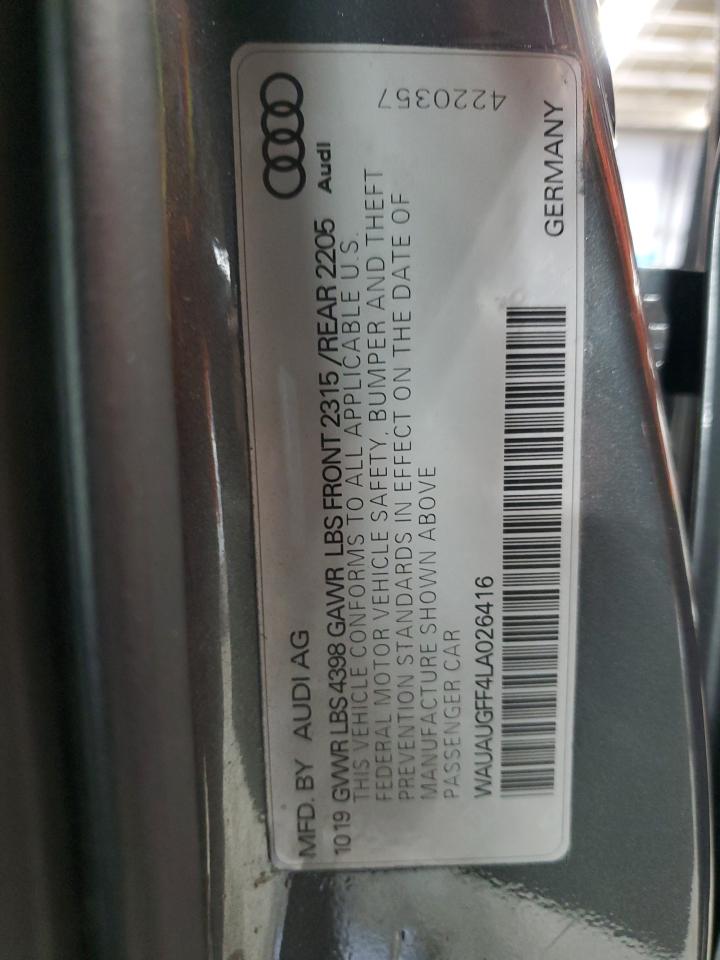 MFD. BY AUDI AG
Audi
1019 GVWR LBS 4398 GAWR LBS FRONT 2315 /REAR 2205
THIS VEHICLE CONFORMS TO ALL APPLICABLE U.S.
FEDERAL MOTOR VEHICLE SAFETY, BUMPER AND THEFT
PREVENTION STANDARDS IN EFFECT ON THE DATE OF
MANUFACTURE SHOWN ABOVE
PASSENGER CAR
4220357
WAUAUGFF4LA026416
GERMANY